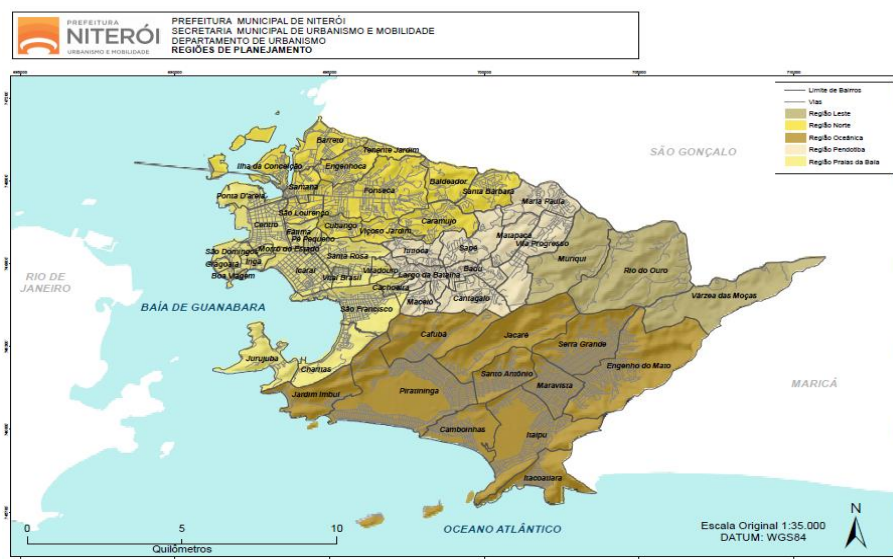 PREFEITURA
NITERÓI
URBANISMO E MOBILIDADE
PREFEITURA MUNICIPAL DE NITERÓI
SECRETARIA MUNICIPAL DE URBANISMO E MOBILIDADE
DEPARTAMENTO DE URBANISMO
REGIÕES DE PLANEJAMENTO
Limite de Bairros
Vias
Região Leste
Região Norte
Região Oceânica
Região Pendotiba
Região Praias da Baía
SÃO GONÇALO
Barreto
Tenente Jardim
Ilha da Conceição
Engenhoca
Santana
Fonseca
Baldeador
Santa Bárbara
Ponta D'areia
Maria Paula
São Lourenço
Centro
Cubango
Viçoso Jardim
Caramujo
Fátima
Pé Pequeno
Matapaca
Vila Progresso
São Domingos
Morro do Estado
Ititioca
Sapê
Gragoatá
Ingá
Santa Rosa
Muriqui
Boa Viagem
Icaraí
Viradouro
Largo da Batalha
Badu
Rio do Ouro
Vital Brasil
Cachoeira
Maceió
Cantagalo
Várzea das Moças
São Francisco
RIO DE
JANEIRO
BAÍA DE GUANABARA
Cafubá
Jacaré
Serra Grande
Jurujuba
Charitas
Santo Antônio
Engenho do Mato
Maravista
MARICÁ
Jardim Imbuí
Piratininga
Camboinhas
Itaipu
Itacoatiara
0 5 10
Quilômetros
OCEANO ATLÂNTICO
Escala Original 1:35.000
DATUM: WGS84
N